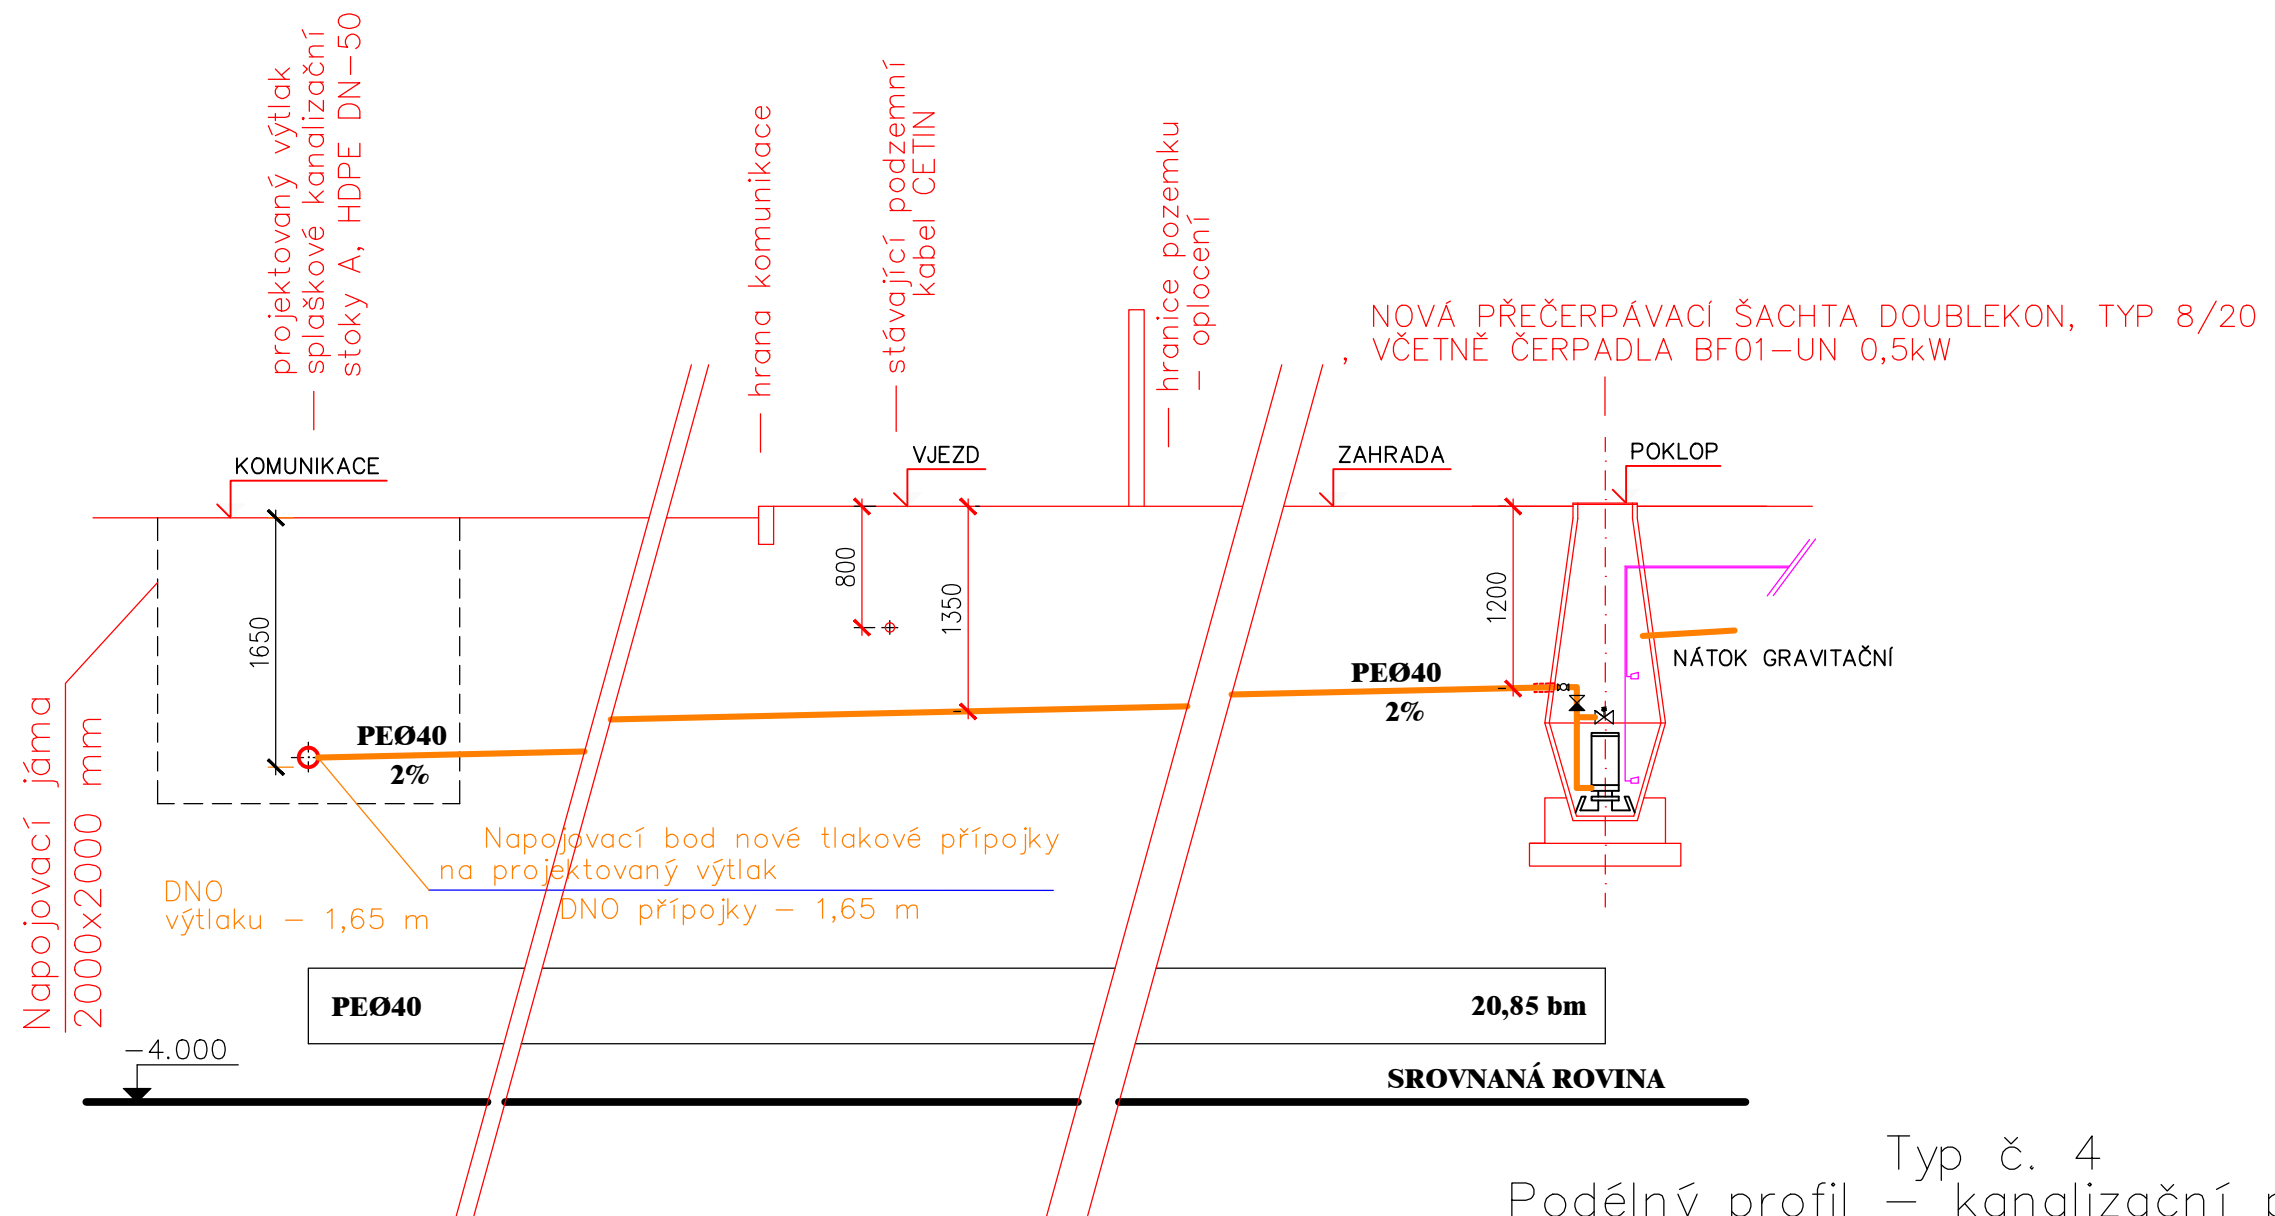 projektovaný výtlak
splaškové kanalizační
stoky A, HDPE DN-50
hrana komunikace
stávající podzemní
kabel CETIN
hranice pozemku
- oplocení
NOVÁ PŘEČERPÁVACÍ ŠACHTA DOUBLEKON, TYP 8/20
, VČETNĚ ČERPADLA BF01-UN 0,5kW
KOMUNIKACE
VJEZD
ZAHRADA
POKLOP
1650
800
1350
1200
NÁTOK GRAVITAČNÍ
PEØ40
2%
PEØ40
2%
Napojovací jáma
2000x2000 mm
Napojovací bod nové tlakové přípojky
na projektovaný výtlak
DNO přípojky - 1,65 m
DNO
výtlaku - 1,65 m
PEØ40
20,85 bm
-4.000
SROVNANÁ ROVINA
Typ č. 4
Podélný profil - kanalizační